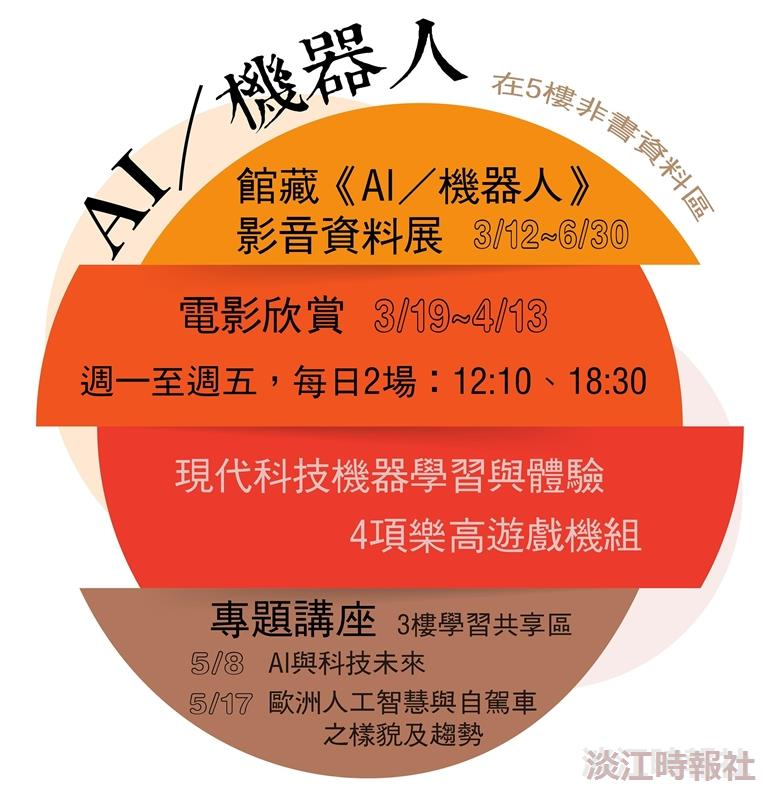 AI／機器人
在5樓非書資料區
館藏《AI／機器人》
影音資料展 3/12~6/30
電影欣賞 3/19~4/13
週一至週五，每日2場：12:10、18:30
現代科技機器學習與體驗
4項樂高遊戲機組
專題講座 3樓學習共享區
5/8 AI與科技未來
5/17 歐洲人工智慧與自駕車
之樣貌及趨勢
淡江時報社